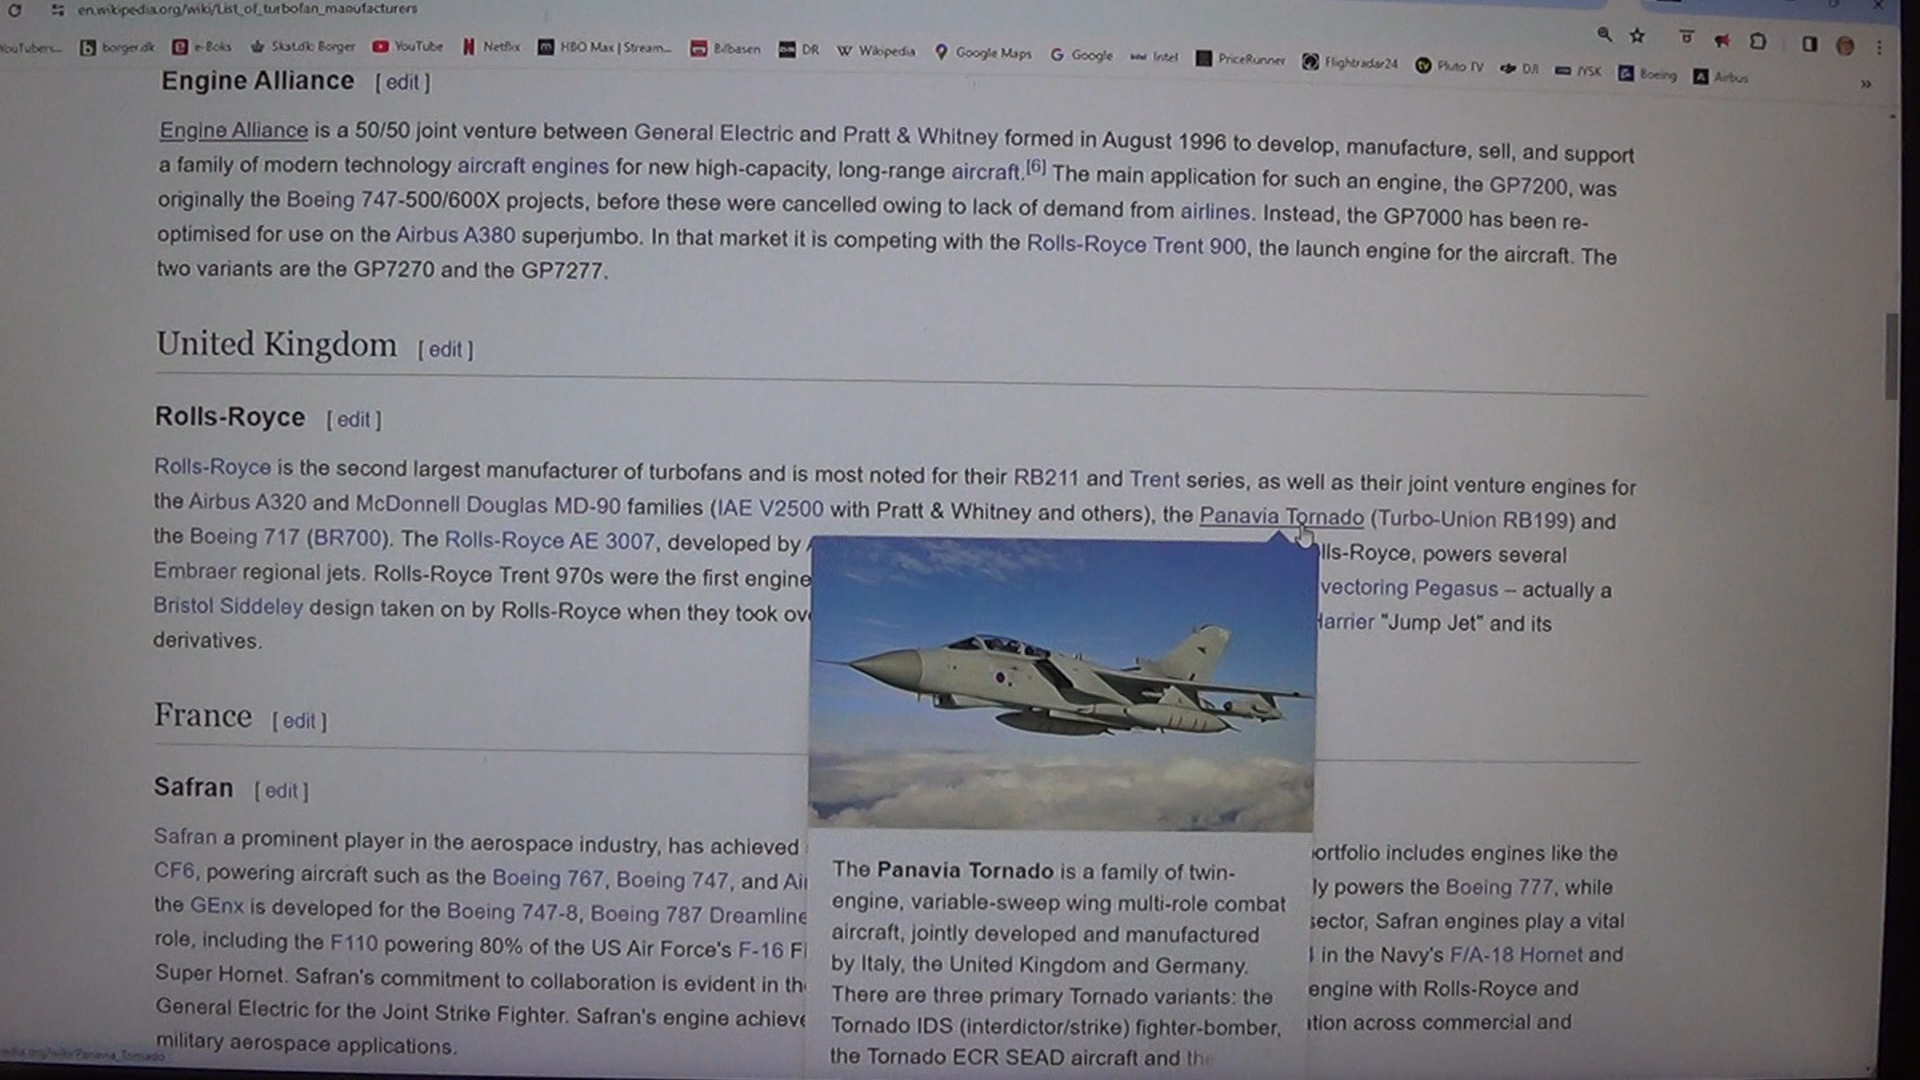 en.wikipedia.org/wiki/List_of_turbofan_manufacturers
YouTubers... borger.dk e-Boks Skat.dk: Borger YouTube Netflix HBO Max | Stream... Bilbasen DR Wikipedia Google Maps Google Intel PriceRunner Flightradar24 Pluto TV DJI JYSK Boeing Airbus »
Engine Alliance [ edit ]
Engine Alliance is a 50/50 joint venture between General Electric and Pratt & Whitney formed in August 1996 to develop, manufacture, sell, and support
a family of modern technology aircraft engines for new high-capacity, long-range aircraft.[6] The main application for such an engine, the GP7200, was
originally the Boeing 747-500/600X projects, before these were cancelled owing to lack of demand from airlines. Instead, the GP7000 has been re-
optimised for use on the Airbus A380 superjumbo. In that market it is competing with the Rolls-Royce Trent 900, the launch engine for the aircraft. The
two variants are the GP7270 and the GP7277.
United Kingdom [ edit ]
Rolls-Royce [ edit ]
Rolls-Royce is the second largest manufacturer of turbofans and is most noted for their RB211 and Trent series, as well as their joint venture engines for
the Airbus A320 and McDonnell Douglas MD-90 families (IAE V2500 with Pratt & Whitney and others), the Panavia Tornado (Turbo-Union RB199) and
the Boeing 717 (BR700). The Rolls-Royce AE 3007, developed by lls-Royce, powers several
Embraer regional jets. Rolls-Royce Trent 970s were the first engine vectoring Pegasus – actually a
Bristol Siddeley design taken on by Rolls-Royce when they took ov Harrier "Jump Jet" and its
derivatives.
France [ edit ]
Safran [ edit ]
Safran a prominent player in the aerospace industry, has achieved ortfolio includes engines like the
CF6, powering aircraft such as the Boeing 767, Boeing 747, and Air ly powers the Boeing 777, while
the GEnx is developed for the Boeing 747-8, Boeing 787 Dreamline sector, Safran engines play a vital
role, including the F110 powering 80% of the US Air Force's F-16 Fi in the Navy's F/A-18 Hornet and
Super Hornet. Safran's commitment to collaboration is evident in th engine with Rolls-Royce and
General Electric for the Joint Strike Fighter. Safran's engine achieve ation across commercial and
military aerospace applications.
The Panavia Tornado is a family of twin-
engine, variable-sweep wing multi-role combat
aircraft, jointly developed and manufactured
by Italy, the United Kingdom and Germany.
There are three primary Tornado variants: the
Tornado IDS (interdictor/strike) fighter-bomber,
the Tornado ECR SEAD aircraft and the
edia.org/wiki/Panavia_Tornado